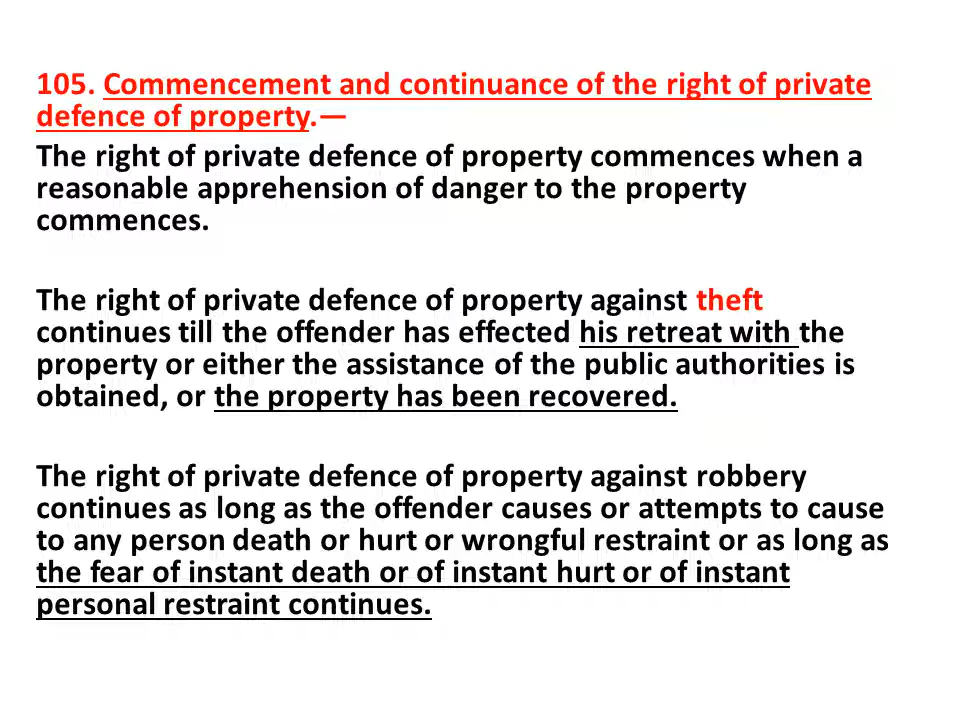 105. Commencement and continuance of the right of private
defence of property.—
The right of private defence of property commences when a
reasonable apprehension of danger to the property
commences.
The right of private defence of property against theft
continues till the offender has effected his retreat with the
property or either the assistance of the public authorities is
obtained, or the property has been recovered.
The right of private defence of property against robbery
continues as long as the offender causes or attempts to cause
to any person death or hurt or wrongful restraint or as long as
the fear of instant death or of instant hurt or of instant
personal restraint continues.